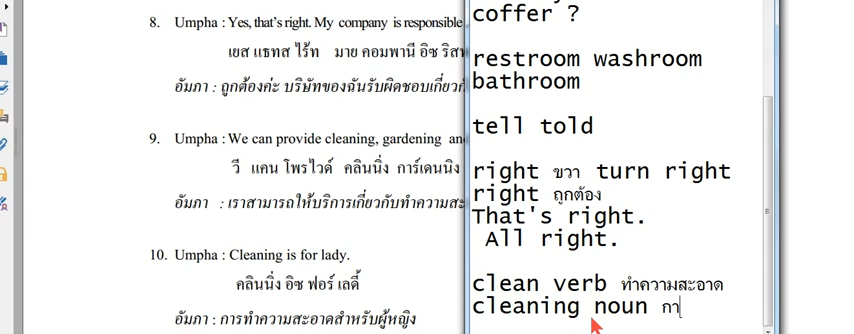 8. Umpha : Yes, that's right. My company is responsible
เยส แธทส ไร้ท มาย คอมพานี อิซ
อัมภา : ถูกต้องค่ะ บริษัทของฉันรับผิดชอบเกี่ยวกั
9. Umpha : We can provide cleaning, gardening
วี แคน โพรไวด์ คลินนิ่ง การ์เดนนิง
อัมภา : เราสามารถให้บริการเกี่ยวกับทำความสะ
10. Umpha : Cleaning is for lady.
คลินนิ่ง อิซ ฟอร์ เลดี้
อัมภา : การทำความสะอาดสำหรับผู้หญิง
coffer ?
restroom washroom
bathroom
tell told
right ขวา turn right
right ถูกต้อง
That's right.
All right.
clean verb ทำความสะอาด
cleaning noun กา